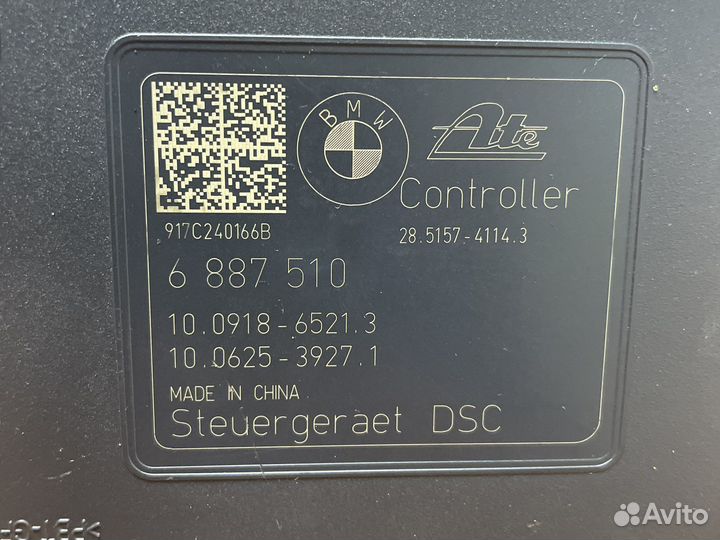 BMW
Ate
Controller
917C240166B
28.5157-4114.3
6 887 510
10.0918-6521.3
10.0625-3927.1
MADE IN CHINA
Steuergeraet DSC
Avito